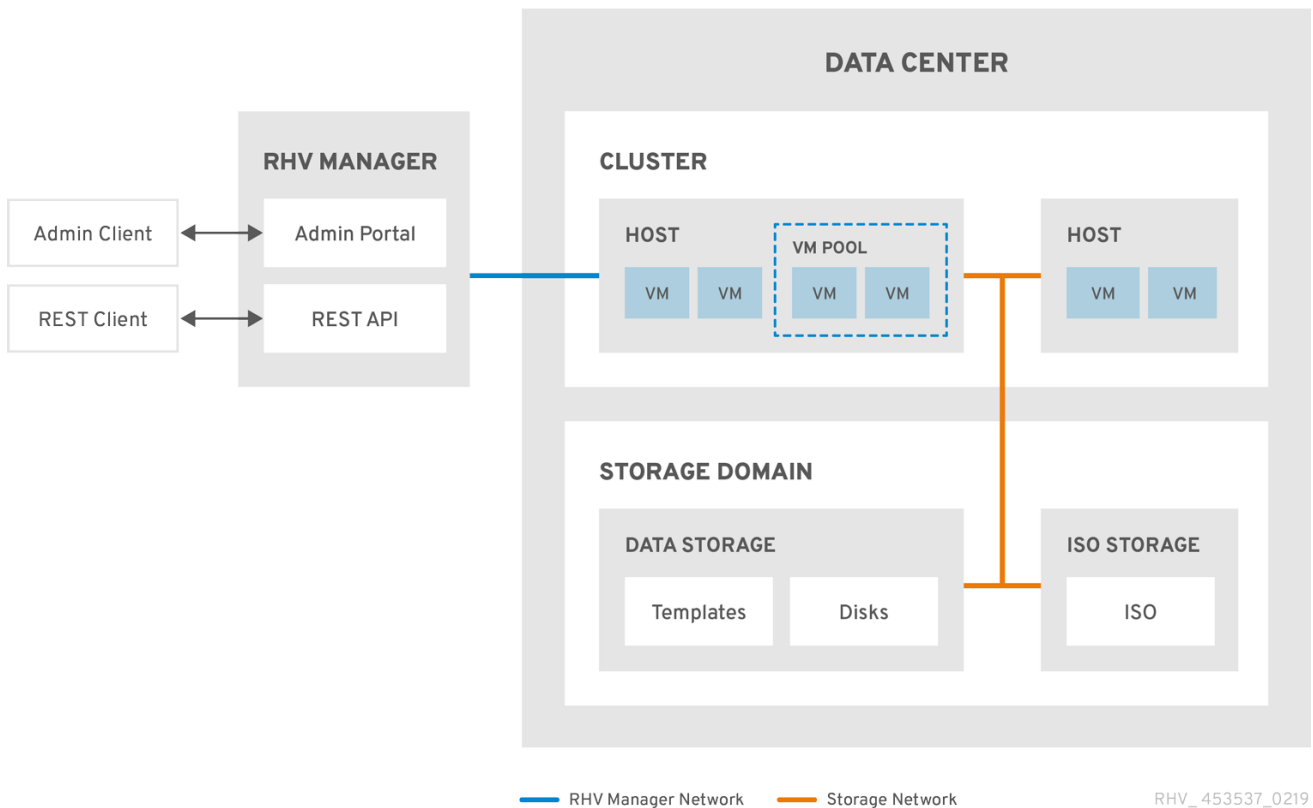 DATA CENTER
RHV MANAGER
CLUSTER
Admin Client
Admin Portal
REST Client
REST API
HOST
VM POOL
VM
VM
VM
VM
HOST
VM
VM
STORAGE DOMAIN
DATA STORAGE
Templates
Disks
ISO STORAGE
ISO
RHV Manager Network
Storage Network
RHV_453537_0219